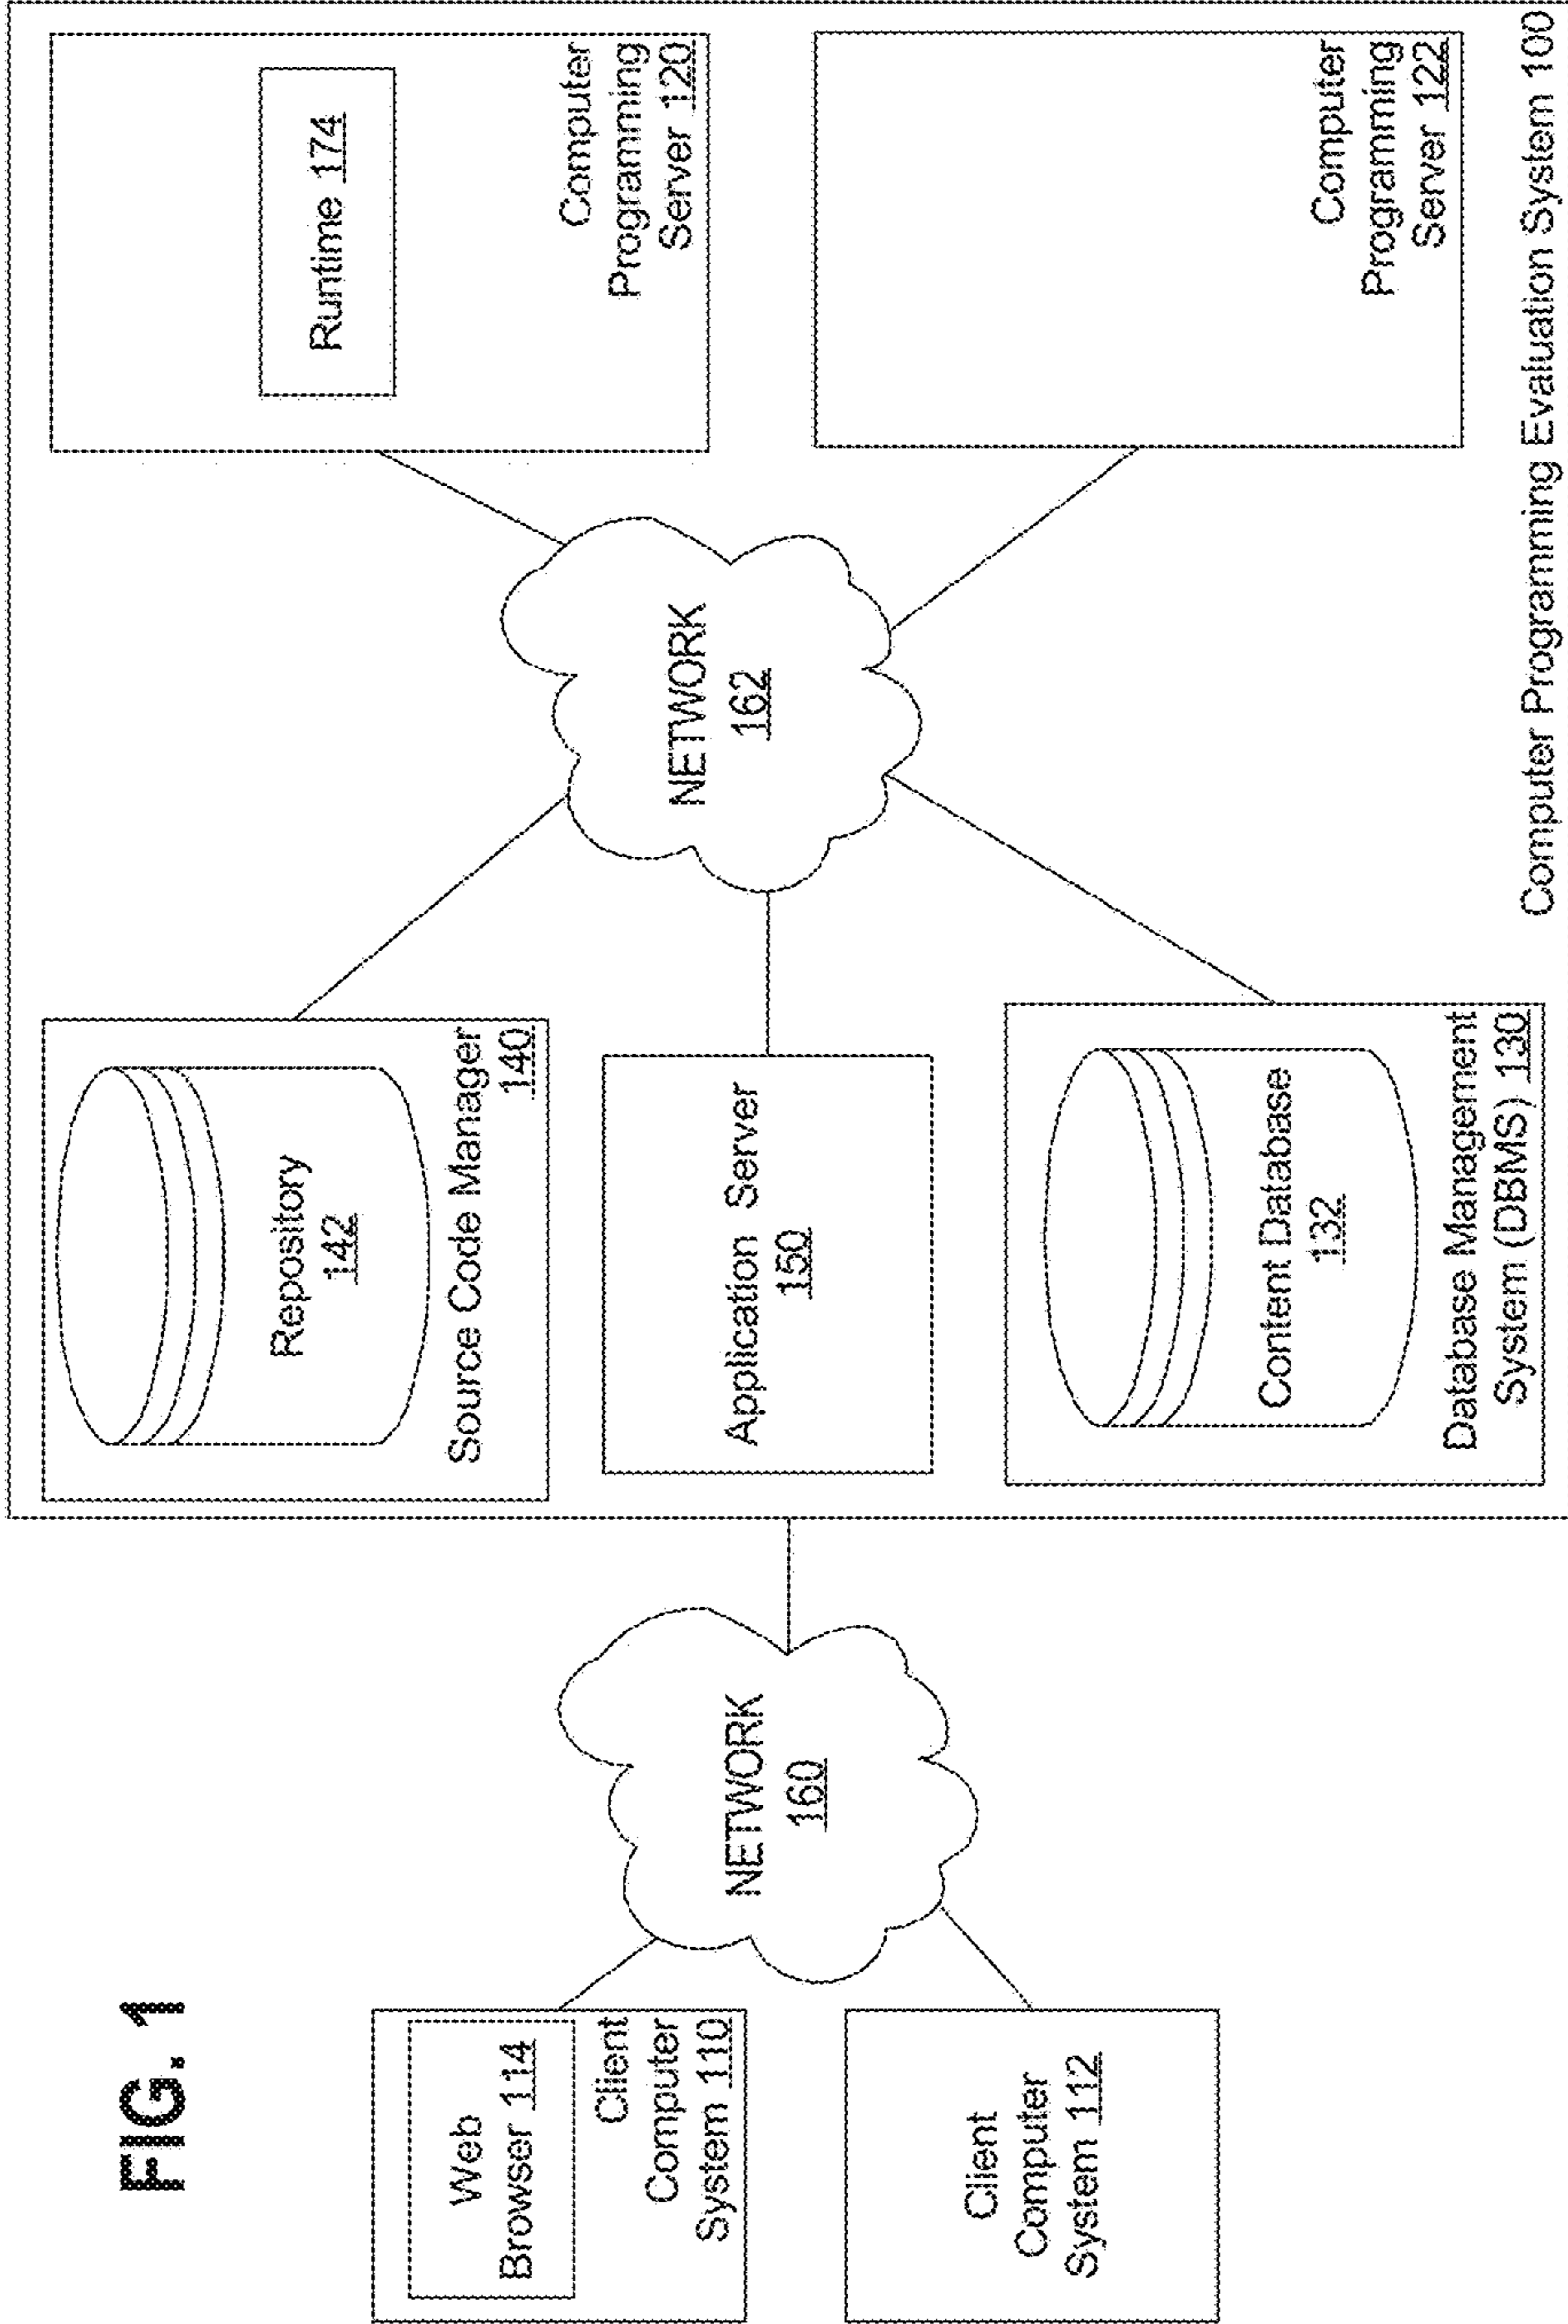 FIG. 1
Web
Browser 114
Client
Computer
System 110
Client
Computer
System 112
NETWORK
160
Repository
142
Source Code Manager
140
Application Server
150
Content Database
132
Database Management
System (DBMS) 130
NETWORK
162
Runtime 174
Computer
Programming
Server 120
Computer
Programming
Server 122
Computer Programming Evaluation System 100